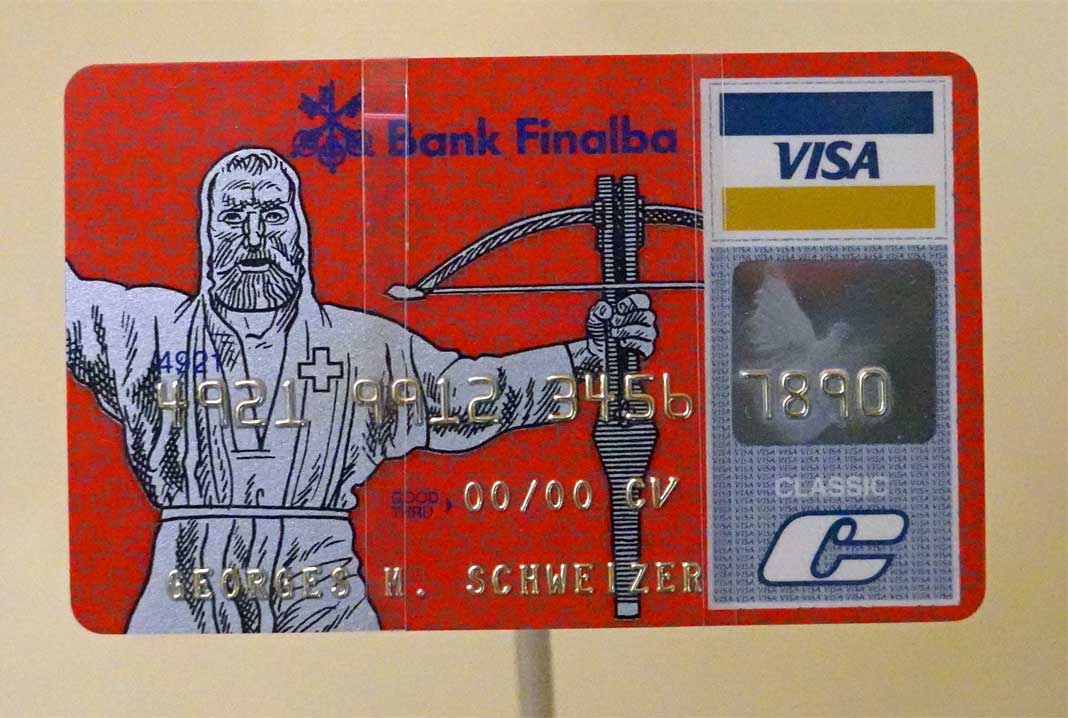 Bank Finalba
VISA
4921
4921 9912 3456 7890
GOOD
THRU
00/00 CV
CLASSIC
GEORGES M. SCHWEIZER